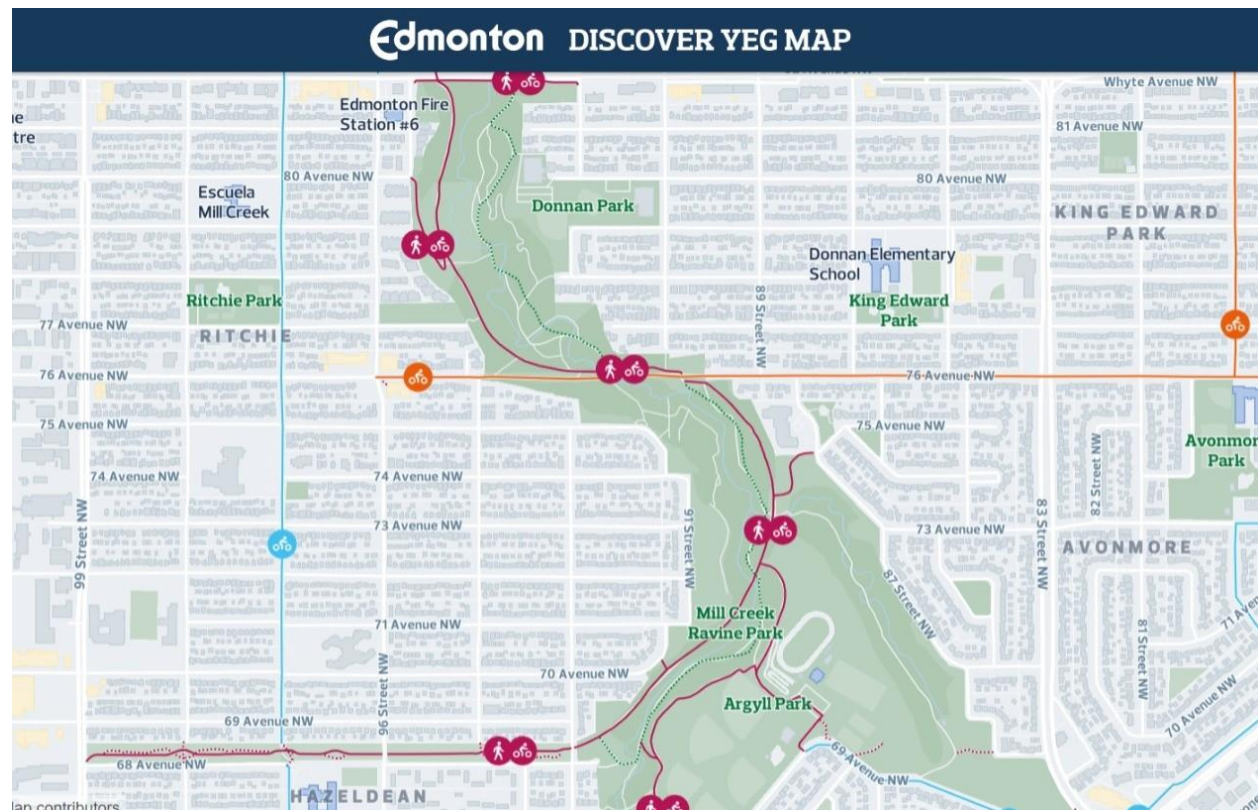 Edmonton DISCOVER YEG MAP
Whyte Avenue NW
Edmonton Fire
Station #6
tre
81 Avenue NW
80 Avenue NW
80 Avenue NW
Escuela
Mill Creek
Donnan Park
KING EDWARD
PARK
Donnan Elementary
School
Ritchie Park
89 Street NW
King Edward
Park
77 Avenue NW
RITCHIE
76 Avenue NW
76 Avenue NW
75 Avenue NW
75 Avenue NW
Avonmor
Park
74 Avenue NW
74 Avenue NW
82 Street NW
99 Street NW
73 Avenue NW
91 Street NW
73 Avenue NW
83 Street NW
AVONMORE
87 Street NW
Mill Creek
Ravine Park
71 Avenue NW
81 Street NW
71 Aven
70 Avenue NW
96 Street NW
Argyll Park
70 Avenue NW
69 Avenue NW
69 Avenue NW
68 Avenue NW
HAZELDEAN
lap contributors